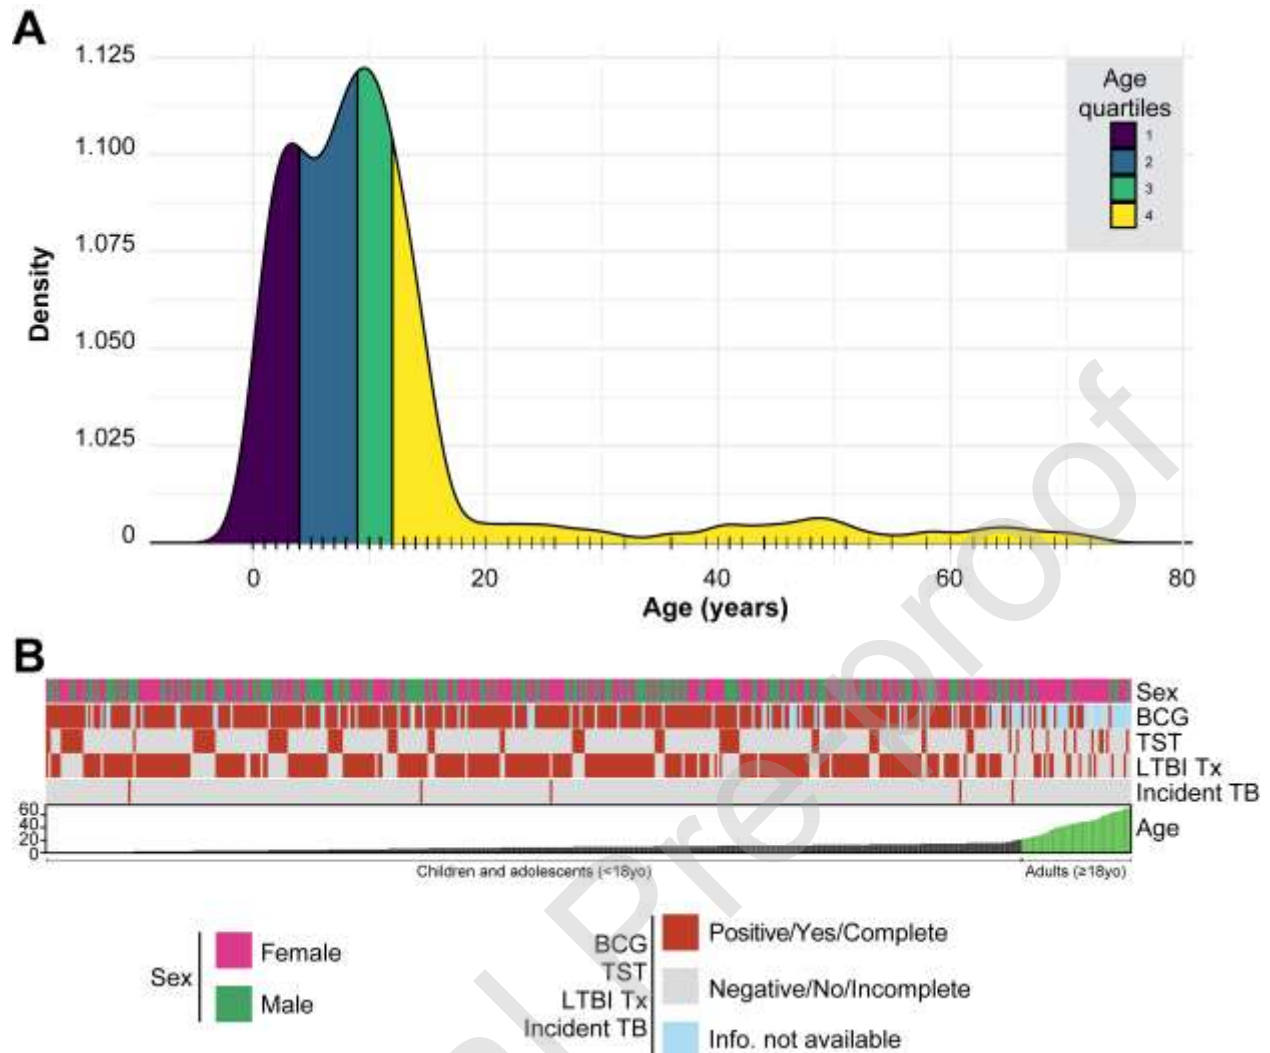 A
1.125
1.100
1.075
1.050
1.025
0
Density
0 20 40 60 80
Age (years)
Age
quartiles
1
2
3
4
B
Sex
BCG
TST
LTBI Tx
Incident TB
60
40
20
0
Age
Children and adolescents (<18yo)
Adults (≥18yo)
Sex
Female
Male
BCG
TST
LTBI Tx
Incident TB
Positive/Yes/Complete
Negative/No/Incomplete
Info. not available
l Pre-proof